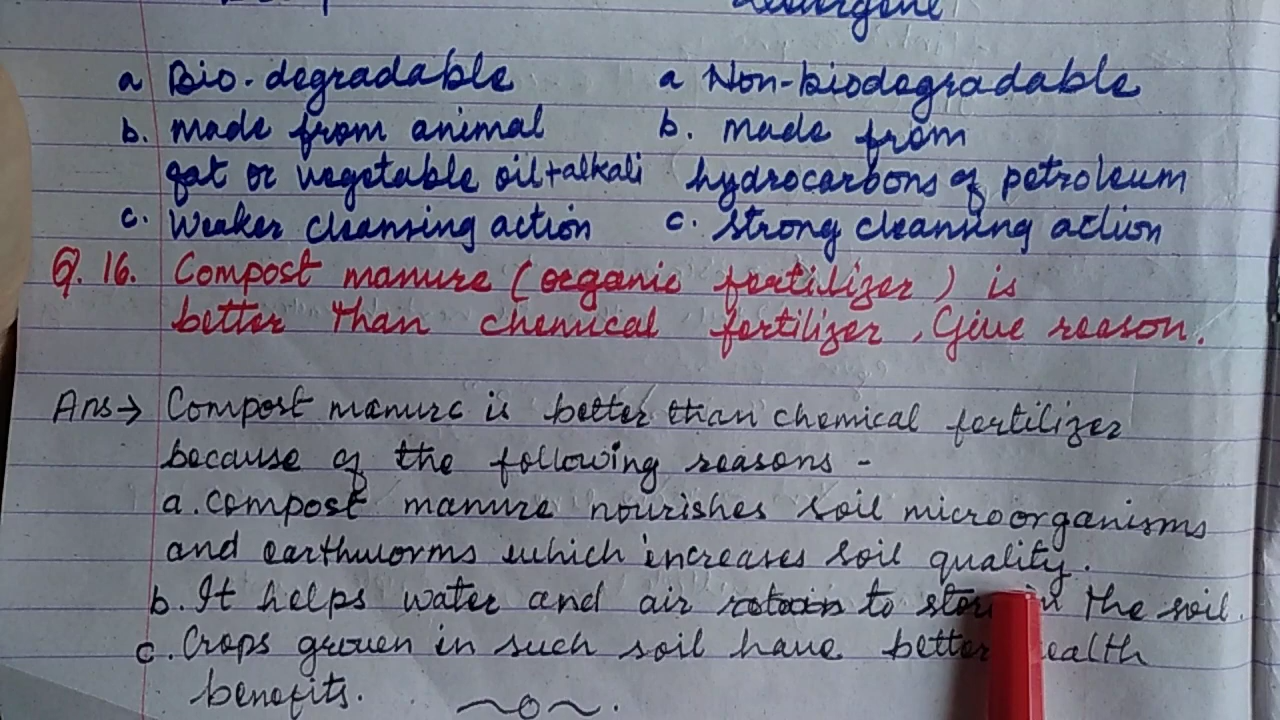 a Bio-degradable a Non-biodegradable
b. made from animal b. made from
fat or vegetable oil+alkali hydrocarbons of petroleum
c. Weaker cleansing action c. Strong cleansing action
Q. 16. Compost manure (organic fertilizer) is
better than chemical fertilizer, Give reason.
Ans→ Compost manure is better than chemical fertilizer
because of the following reasons -
a. Compost manure nourishes soil microorganisms
and earthworms which increases soil quality.
b. It helps water and air to in the soil.
c. Crops grown in such soil have better
benefits.